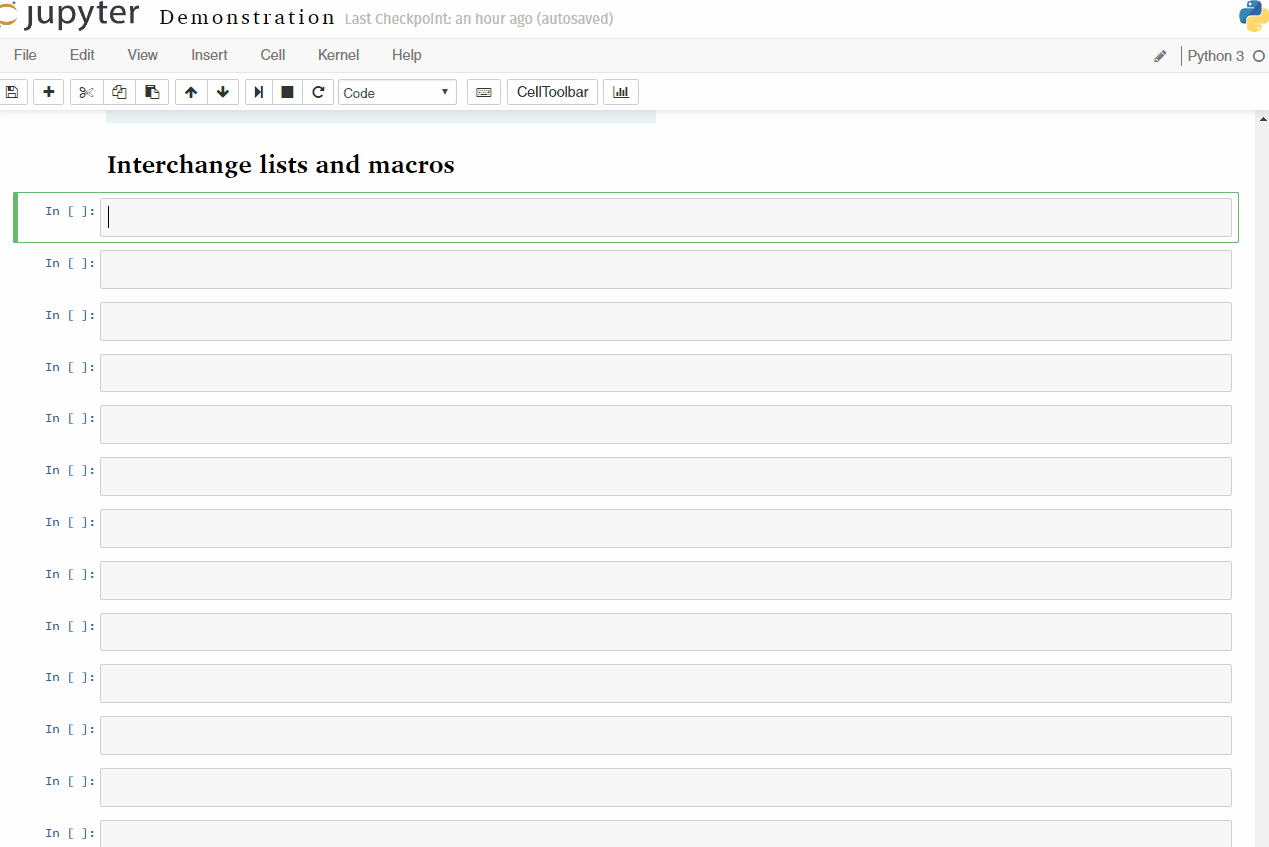 jupyter Demonstration Last Checkpoint: an hour ago (autosaved)
File Edit View Insert Cell Kernel Help Python 3
Code CellToolbar
Interchange lists and macros
In [ ]:
In [ ]:
In [ ]:
In [ ]:
In [ ]:
In [ ]:
In [ ]:
In [ ]:
In [ ]:
In [ ]:
In [ ]:
In [ ]:
In [ ]: